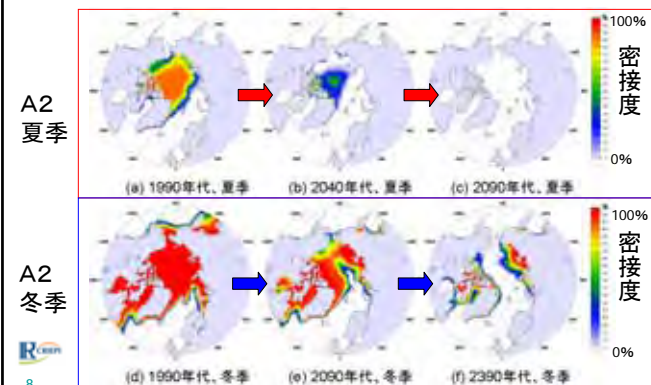 A2
夏季
100%
密接度
0%
(a) 1990年代、夏季
(b) 2040年代、夏季
(c) 2090年代、夏季
A2
冬季
100%
密接度
0%
(d) 1990年代、冬季
(e) 2090年代、冬季
(f) 2390年代、冬季
CRIEPI
8